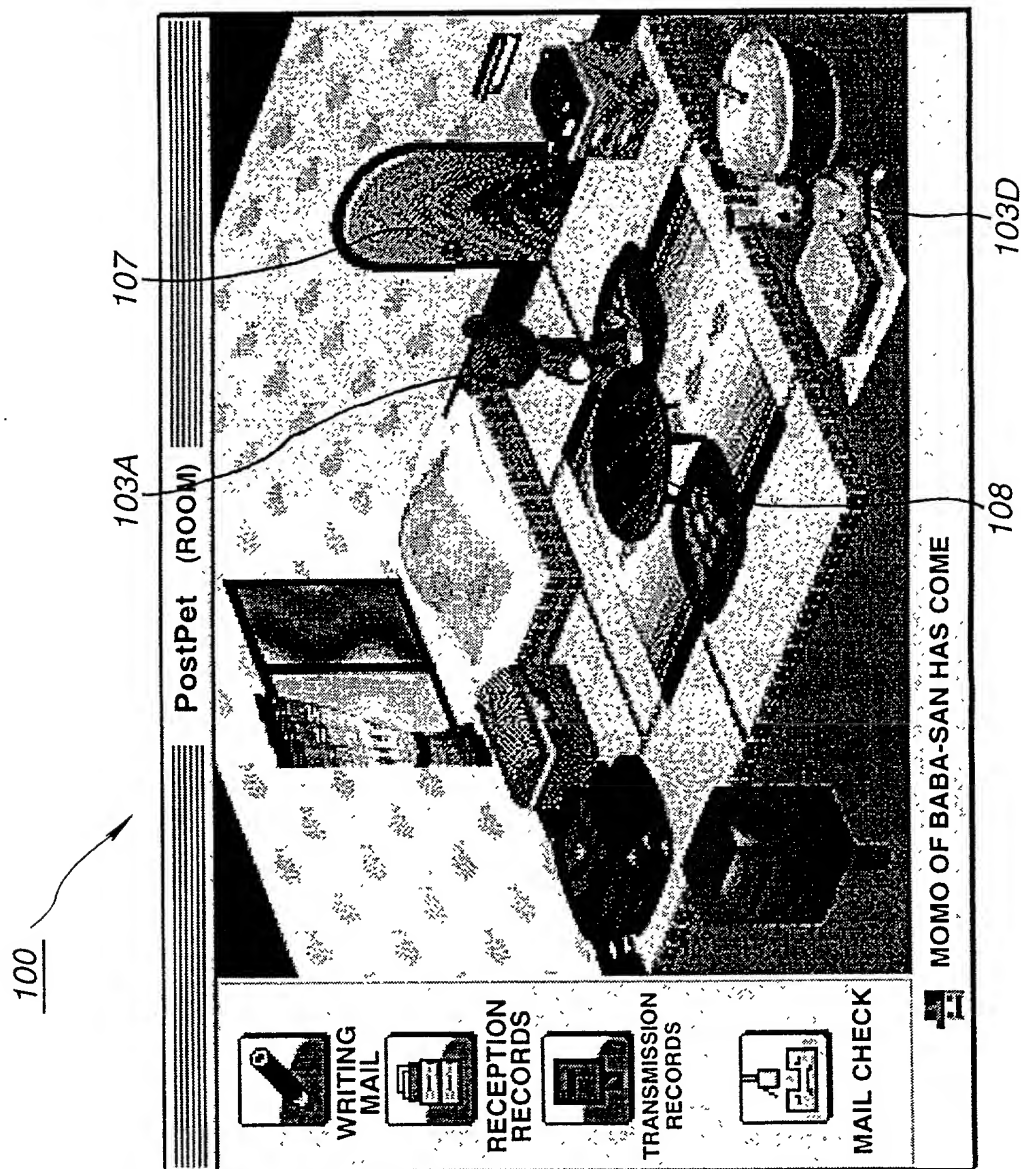 100
PostPet (ROOM)
103A
107
WRITING
MAIL
RECEPTION
RECORDS
TRANSMISSION
RECORDS
MAIL CHECK
MOMO OF BABA-SAN HAS COME
108
103D